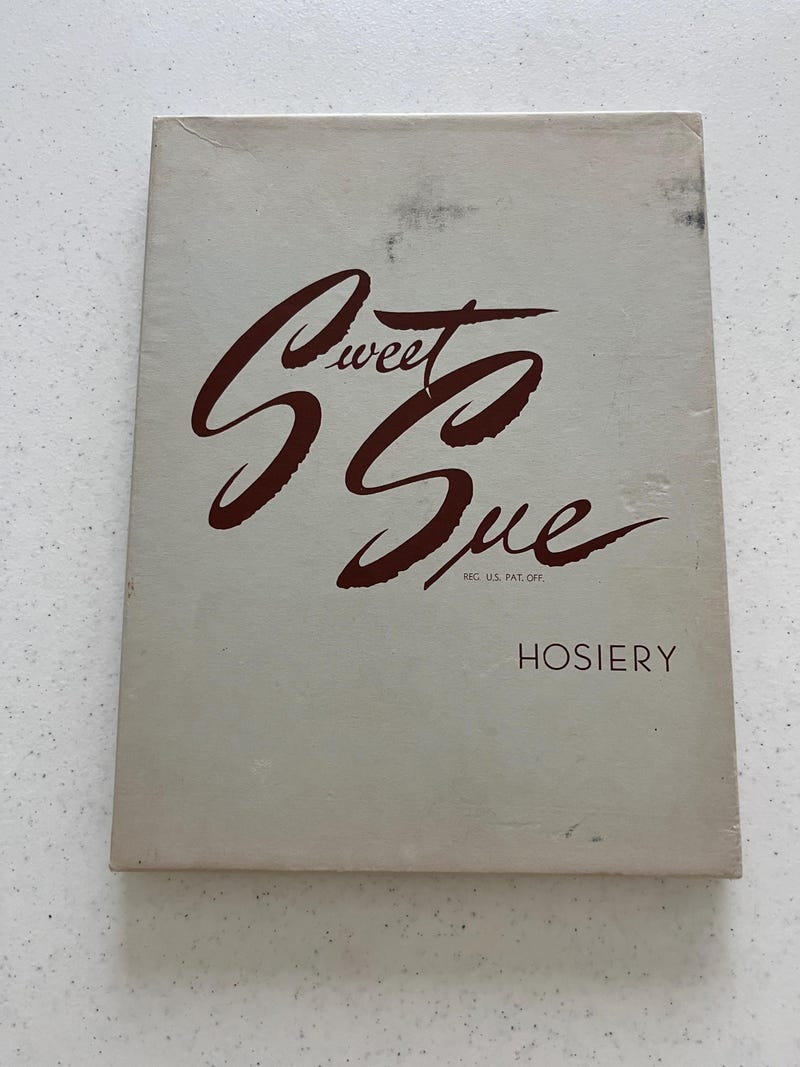 Sweet
Sue
REG. U.S. PAT. OFF.
HOSIERY